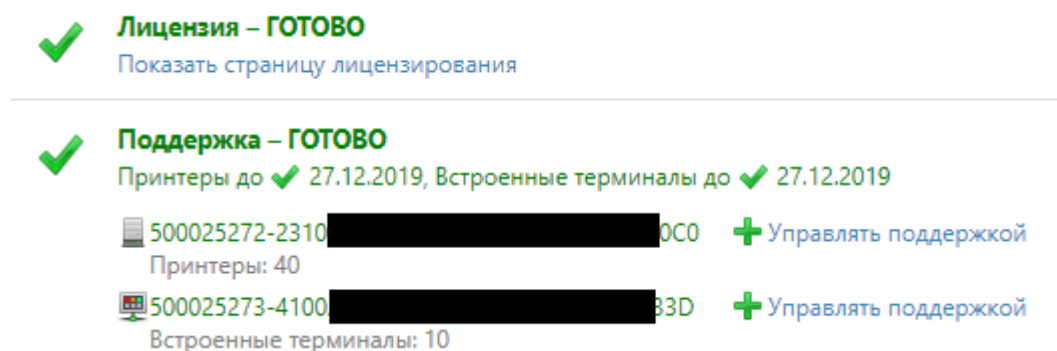 Лицензия – ГОТОВО
Показать страницу лицензирования
Поддержка – ГОТОВО
Принтеры до 27.12.2019, Встроенные терминалы до 27.12.2019
500025272-2310 0C0 Управлять поддержкой
Принтеры: 40
500025273-4100 33D Управлять поддержкой
Встроенные терминалы: 10